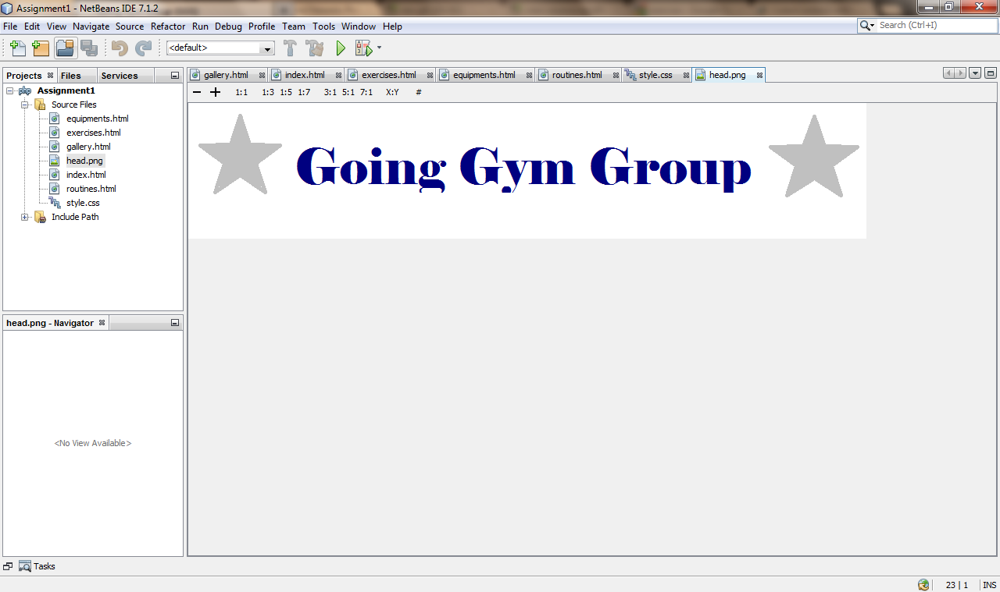 Assignment1 - NetBeans IDE 7.1.2
File Edit View Navigate Source Refactor Run Debug Profile Team Tools Window Help
Search (Ctrl+I)
<default>
Projects Files Services
gallery.html index.html exercises.html equipments.html routines.html style.css head.png
1:1 1:3 1:5 1:7 3:1 5:1 7:1 X:Y #
Assignment1
Source Files
equipments.html
exercises.html
gallery.html
head.png
index.html
routines.html
style.css
Include Path
Going Gym Group
head.png - Navigator
<No View Available>
Tasks
23 | 1 INS